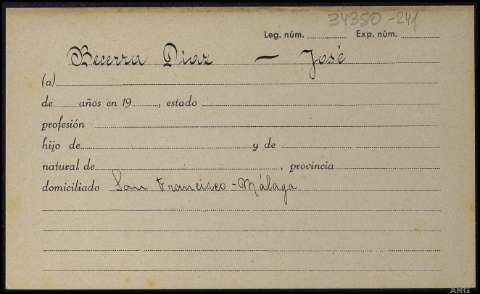 34350-241
Leg. núm. Exp. núm.
Becerra Díaz — José
(a)
de años en 19, estado
profesión
hijo de y de
natural de, provincia
domiciliado San Francisco-Málaga
ARG